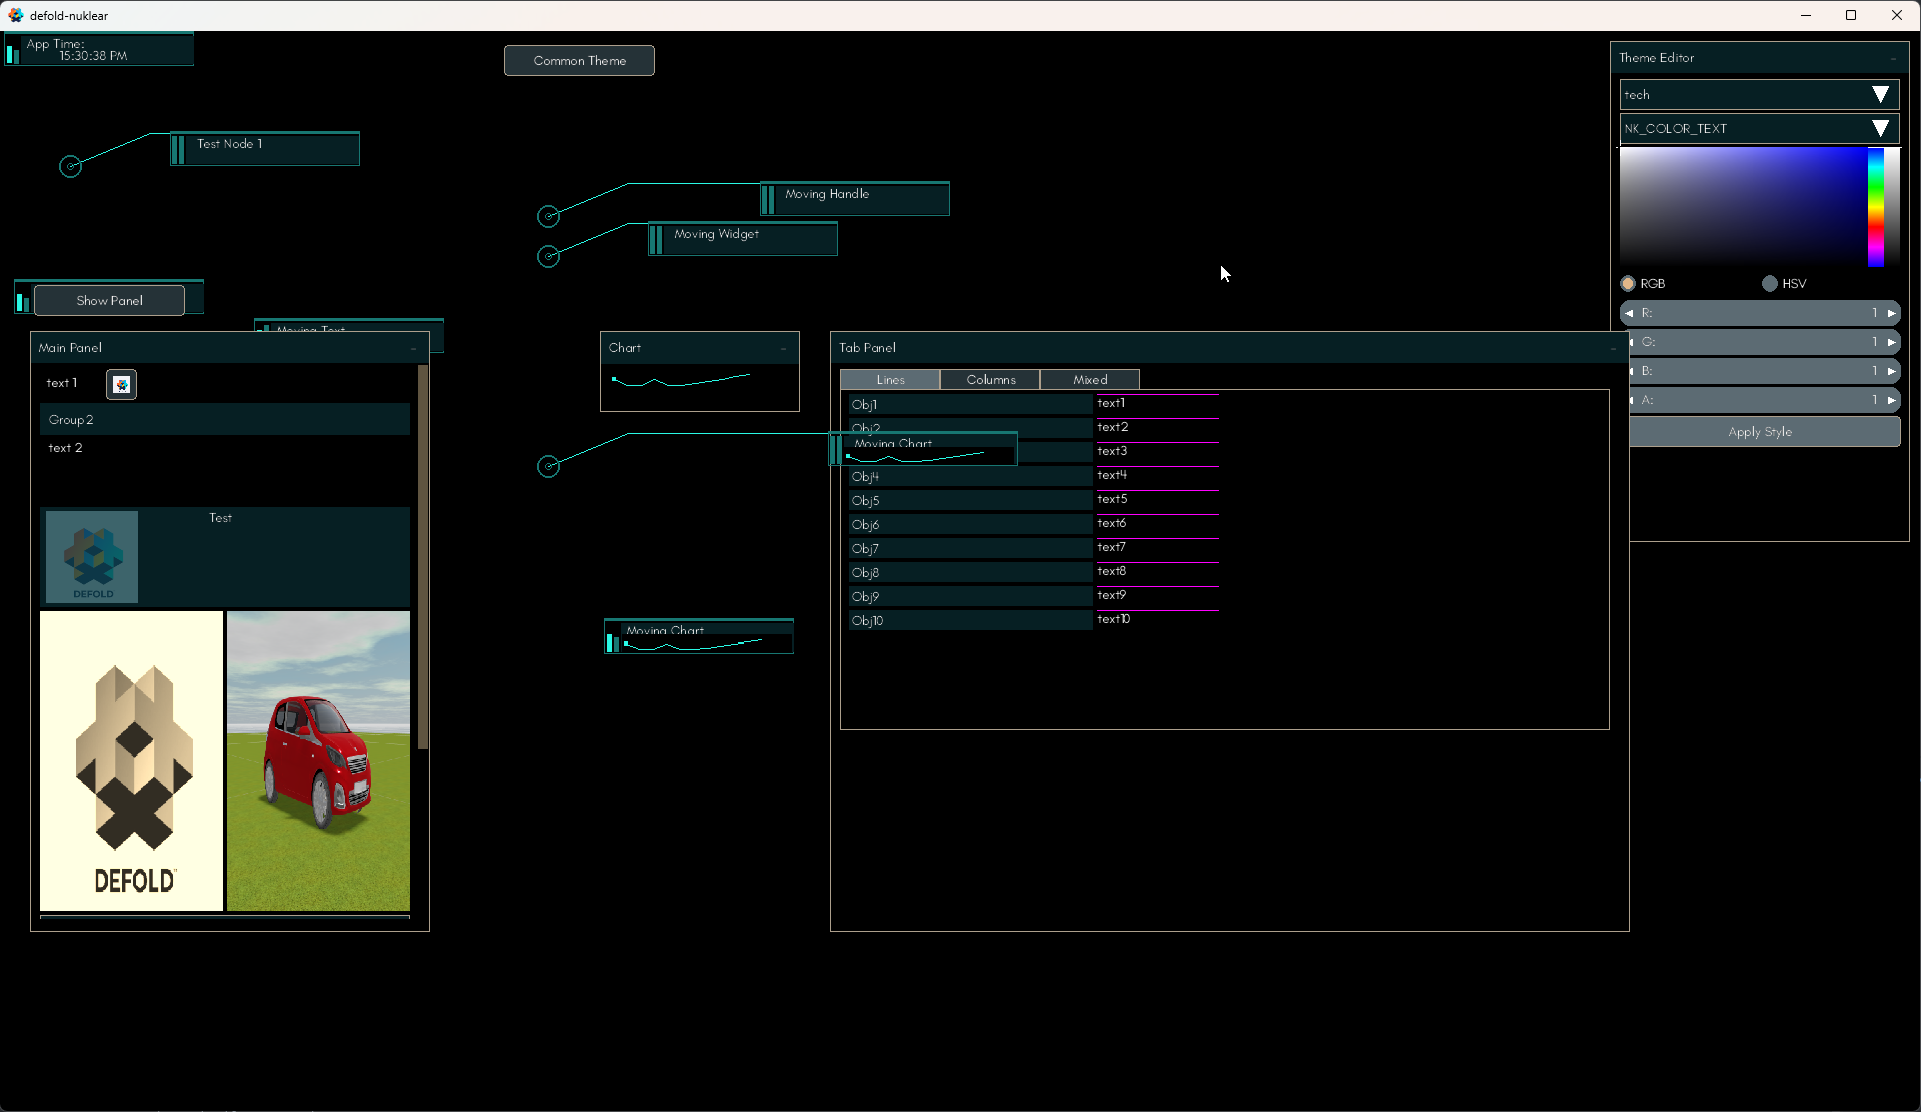 defold-nuklear
App Time:
15:30:38 PM
Common Theme
Test Node 1
Moving Handle
Moving Widget
Show Panel
Moving Text
Main Panel
text 1
Group 2
text 2
Test
DEFOLD
DEFOLD
Chart
Moving Chart
Tab Panel
Lines Columns Mixed
Obj1 text1
Obj2 text2
Moving Chart
text3
Obj4 text4
Obj5 text5
Obj6 text6
Obj7 text7
Obj8 text8
Obj9 text9
Obj10 text10
Theme Editor
tech
NK_COLOR_TEXT
RGB HSV
R: 1
G: 1
B: 1
A: 1
Apply Style